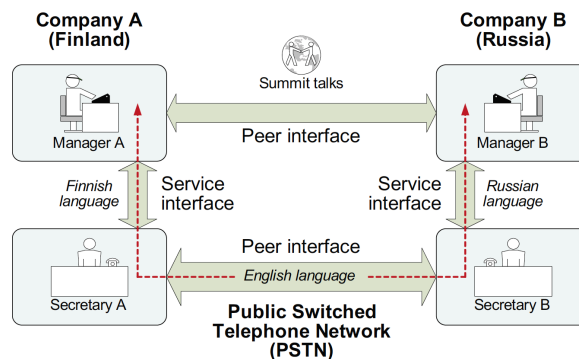 Company A
(Finland)
Company B
(Russia)
Summit talks
Manager A
Peer interface
Manager B
Finnish
language
Service
interface
Service
interface
Russian
language
Peer interface
English language
Secretary A
Secretary B
Public Switched
Telephone Network
(PSTN)